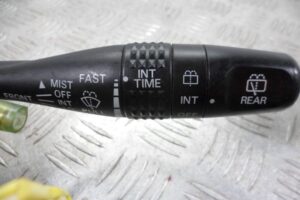 MIST
FRONT OFF
INT
FAST
INT
TIME
INT
REAR